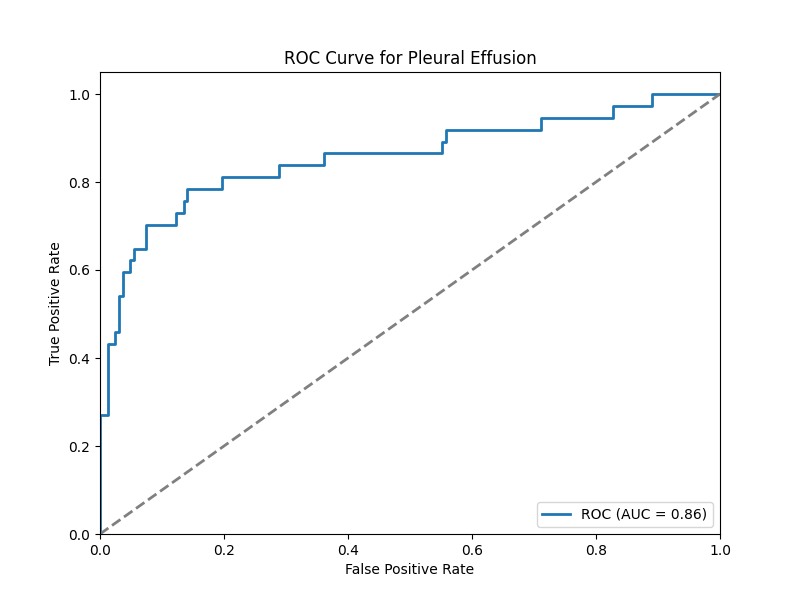 ROC Curve for Pleural Effusion
True Positive Rate
1.0
0.8
0.6
0.4
0.2
0.0
ROC (AUC = 0.86)
0.0 0.2 0.4 0.6 0.8 1.0
False Positive Rate